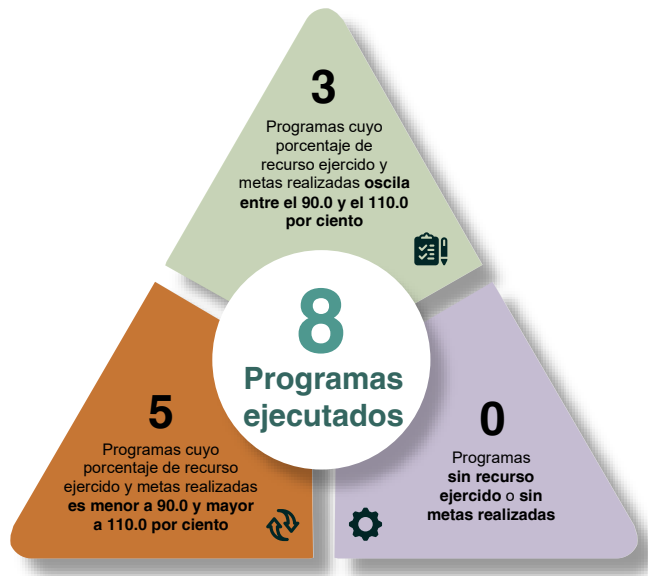 3
Programas cuyo
porcentaje de
recurso ejercido y
metas realizadas oscila
entre el 90.0 y el 110.0
por ciento
8
Programas
ejecutados
5
Programas cuyo
porcentaje de recurso
ejercido y metas realizadas
es menor a 90.0 y mayor
a 110.0 por ciento
0
Programas
sin recurso
ejercido o sin
metas realizadas